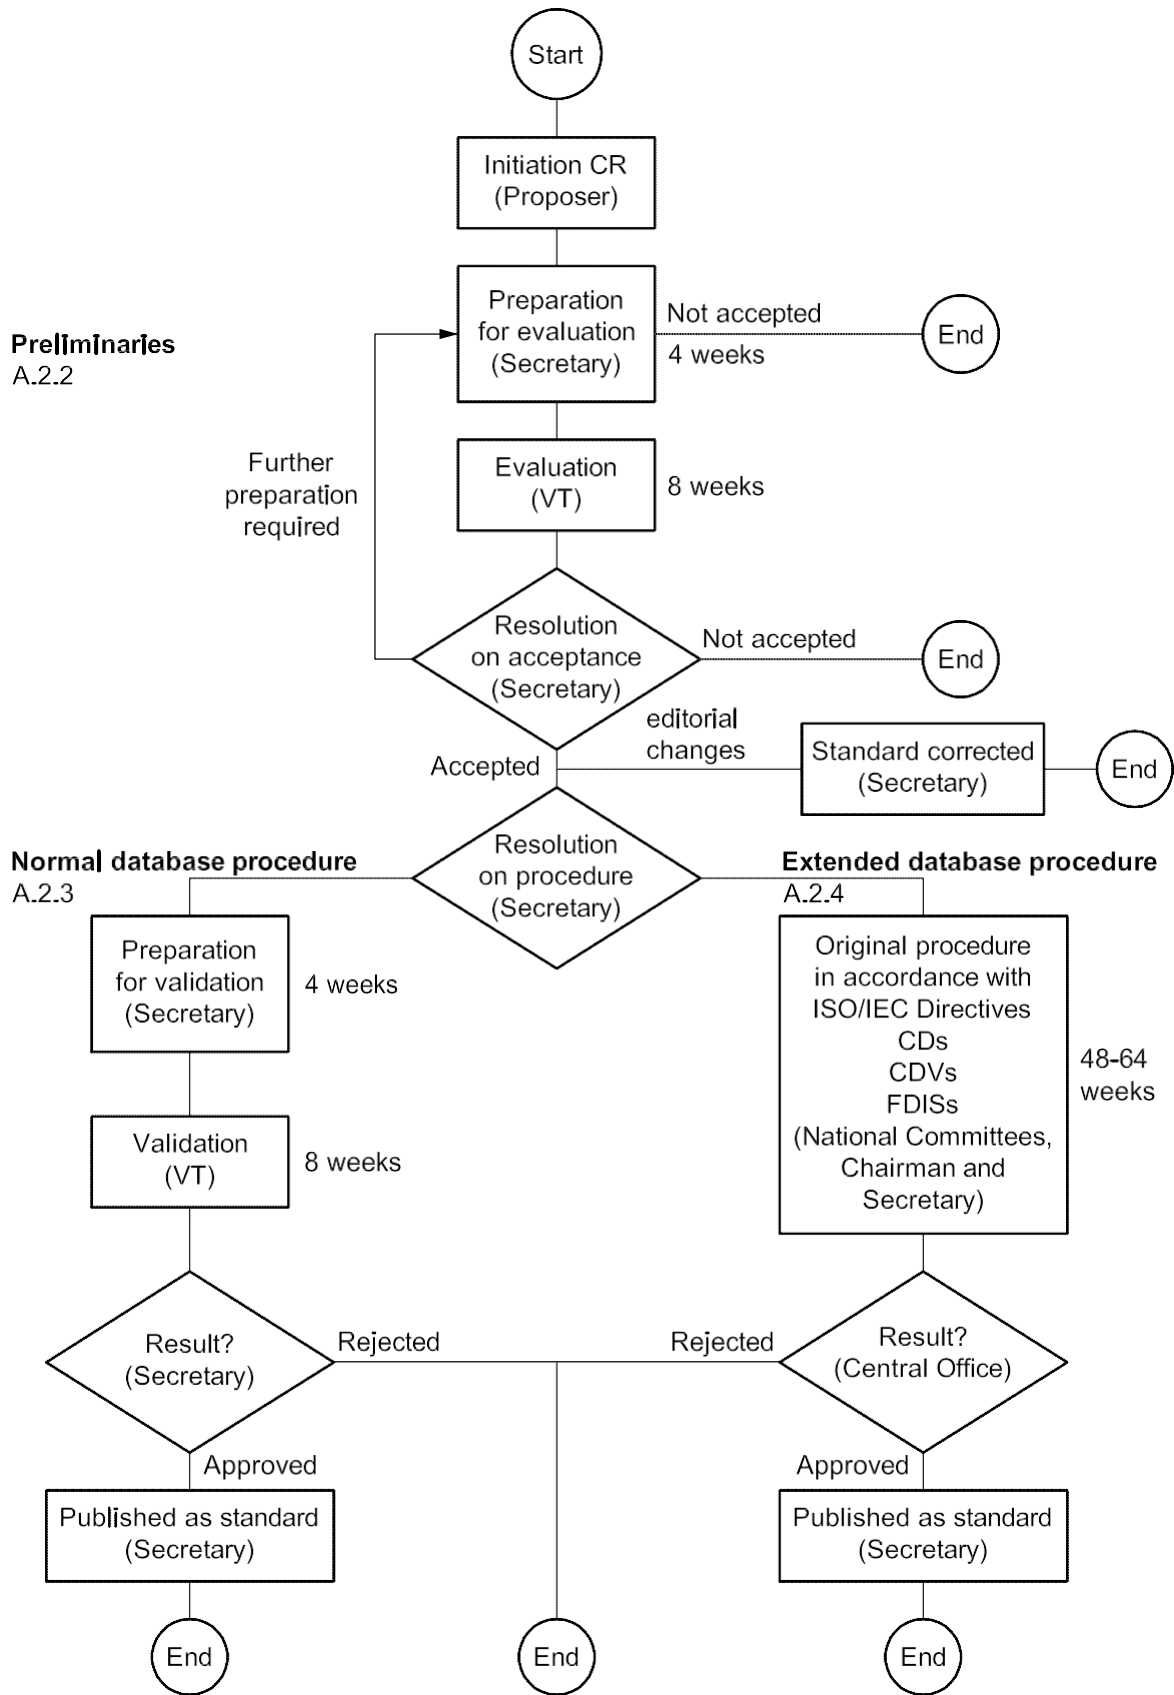 Start
Initiation CR
(Proposer)
Preliminaries
A.2.2
Preparation
for evaluation
(Secretary)
Not accepted
4 weeks
End
Further
preparation
required
Evaluation
(VT)
8 weeks
Resolution
on acceptance
(Secretary)
Not accepted
End
Accepted
editorial
changes
Standard corrected
(Secretary)
End
Resolution
on procedure
(Secretary)
Normal database procedure
A.2.3
Preparation
for validation
(Secretary)
4 weeks
Validation
(VT)
8 weeks
Result?
(Secretary)
Rejected
Approved
Published as standard
(Secretary)
End
Extended database procedure
A.2.4
Original procedure
in accordance with
ISO/IEC Directives
CDs
CDVs
FDISs
(National Committees,
Chairman and
Secretary)
48-64
weeks
Result?
(Central Office)
Rejected
Approved
Published as standard
(Secretary)
End
End